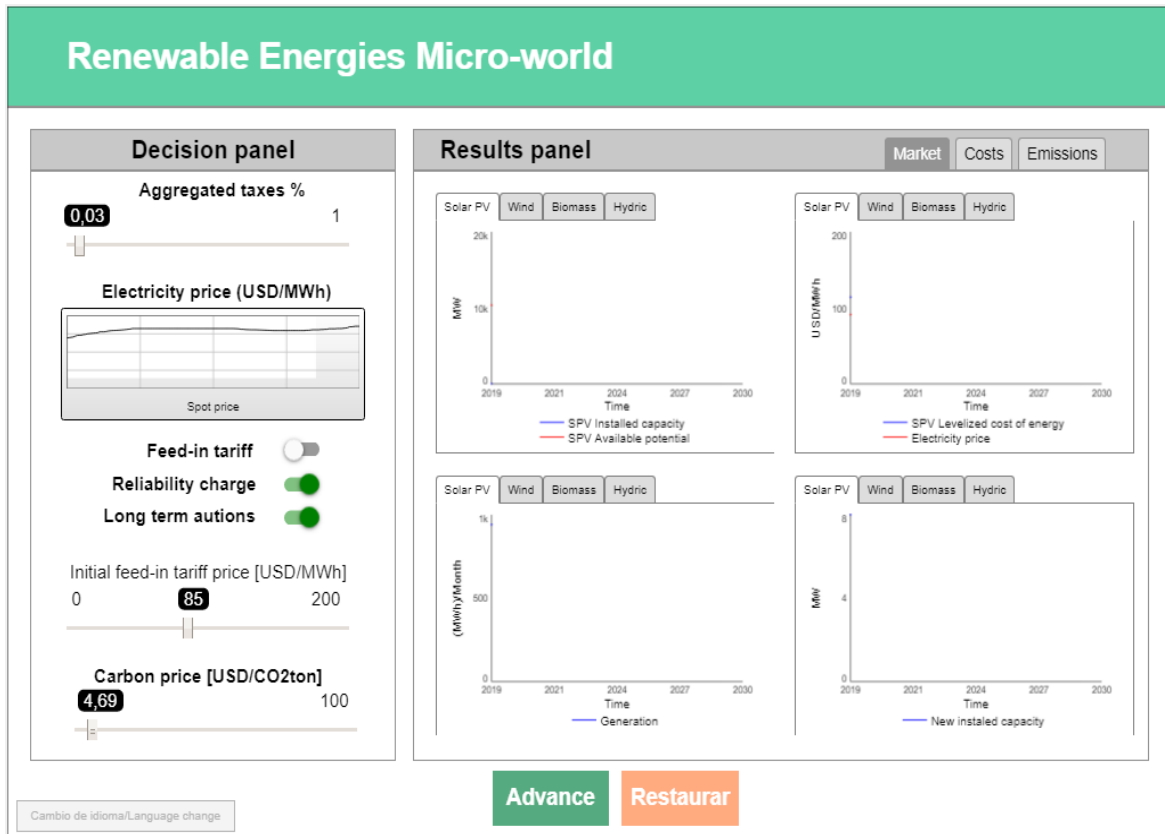 Renewable Energies Micro-world
Decision panel
Aggregated taxes %
0,03 1
Electricity price (USD/MWh)
Spot price
Feed-in tariff
Reliability charge
Long term autions
Initial feed-in tariff price [USD/MWh]
0 85 200
Carbon price [USD/CO2ton]
4,69 100
Results panel
Market Costs Emissions
Solar PV Wind Biomass Hydric
20k
MW
10k
0
2019 2021 2024 2027 2030
Time
SPV Installed capacity
SPV Available potential
Solar PV Wind Biomass Hydric
200
USD/MWh
100
0
2019 2021 2024 2027 2030
Time
SPV Levelized cost of energy
Electricity price
Solar PV Wind Biomass Hydric
1k
(MWh)/Month
500
0
2019 2021 2024 2027 2030
Time
Generation
Solar PV Wind Biomass Hydric
8
MW
4
0
2019 2021 2024 2027 2030
Time
New instaled capacity
Advance Restaurar
Cambio de idioma/Language change